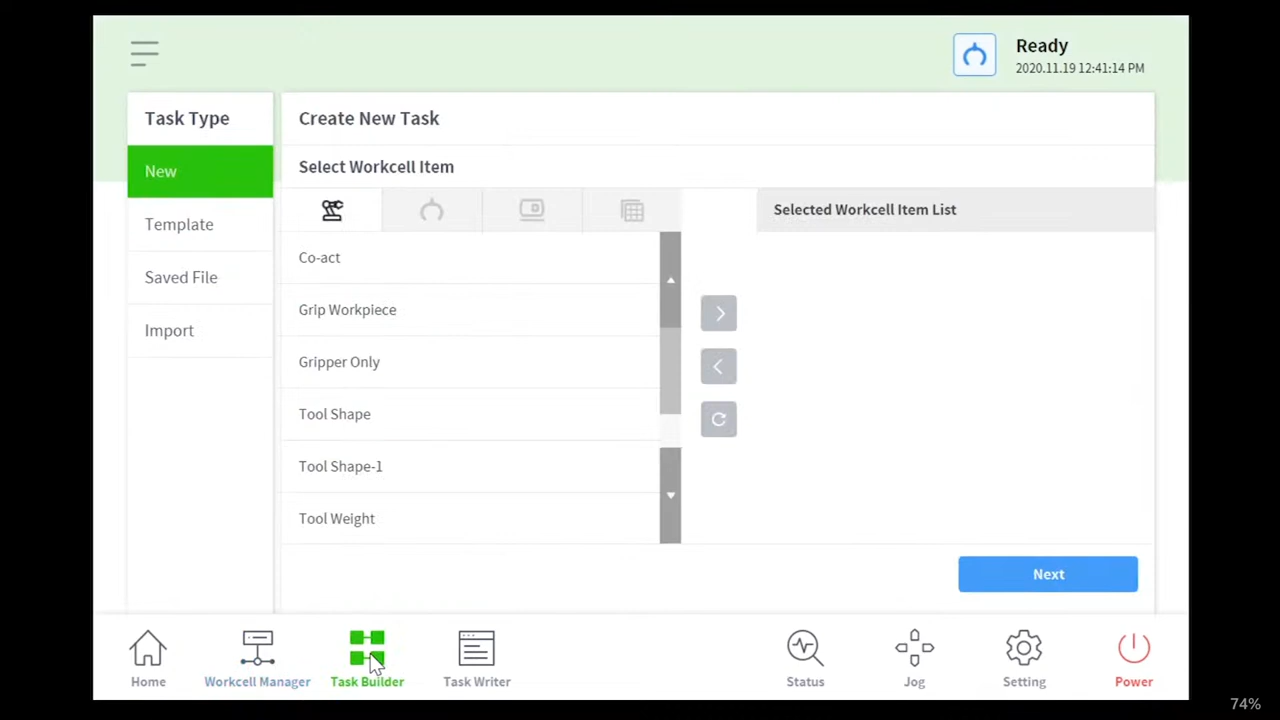 Ready
2020.11.19 12:41:14 PM
Task Type
New
Template
Saved File
Import
Create New Task
Select Workcell Item
Selected Workcell Item List
Co-act
Grip Workpiece
Gripper Only
Tool Shape
Tool Shape-1
Tool Weight
Next
Home
Workcell Manager
Task Builder
Task Writer
Status
Jog
Setting
Power
74%